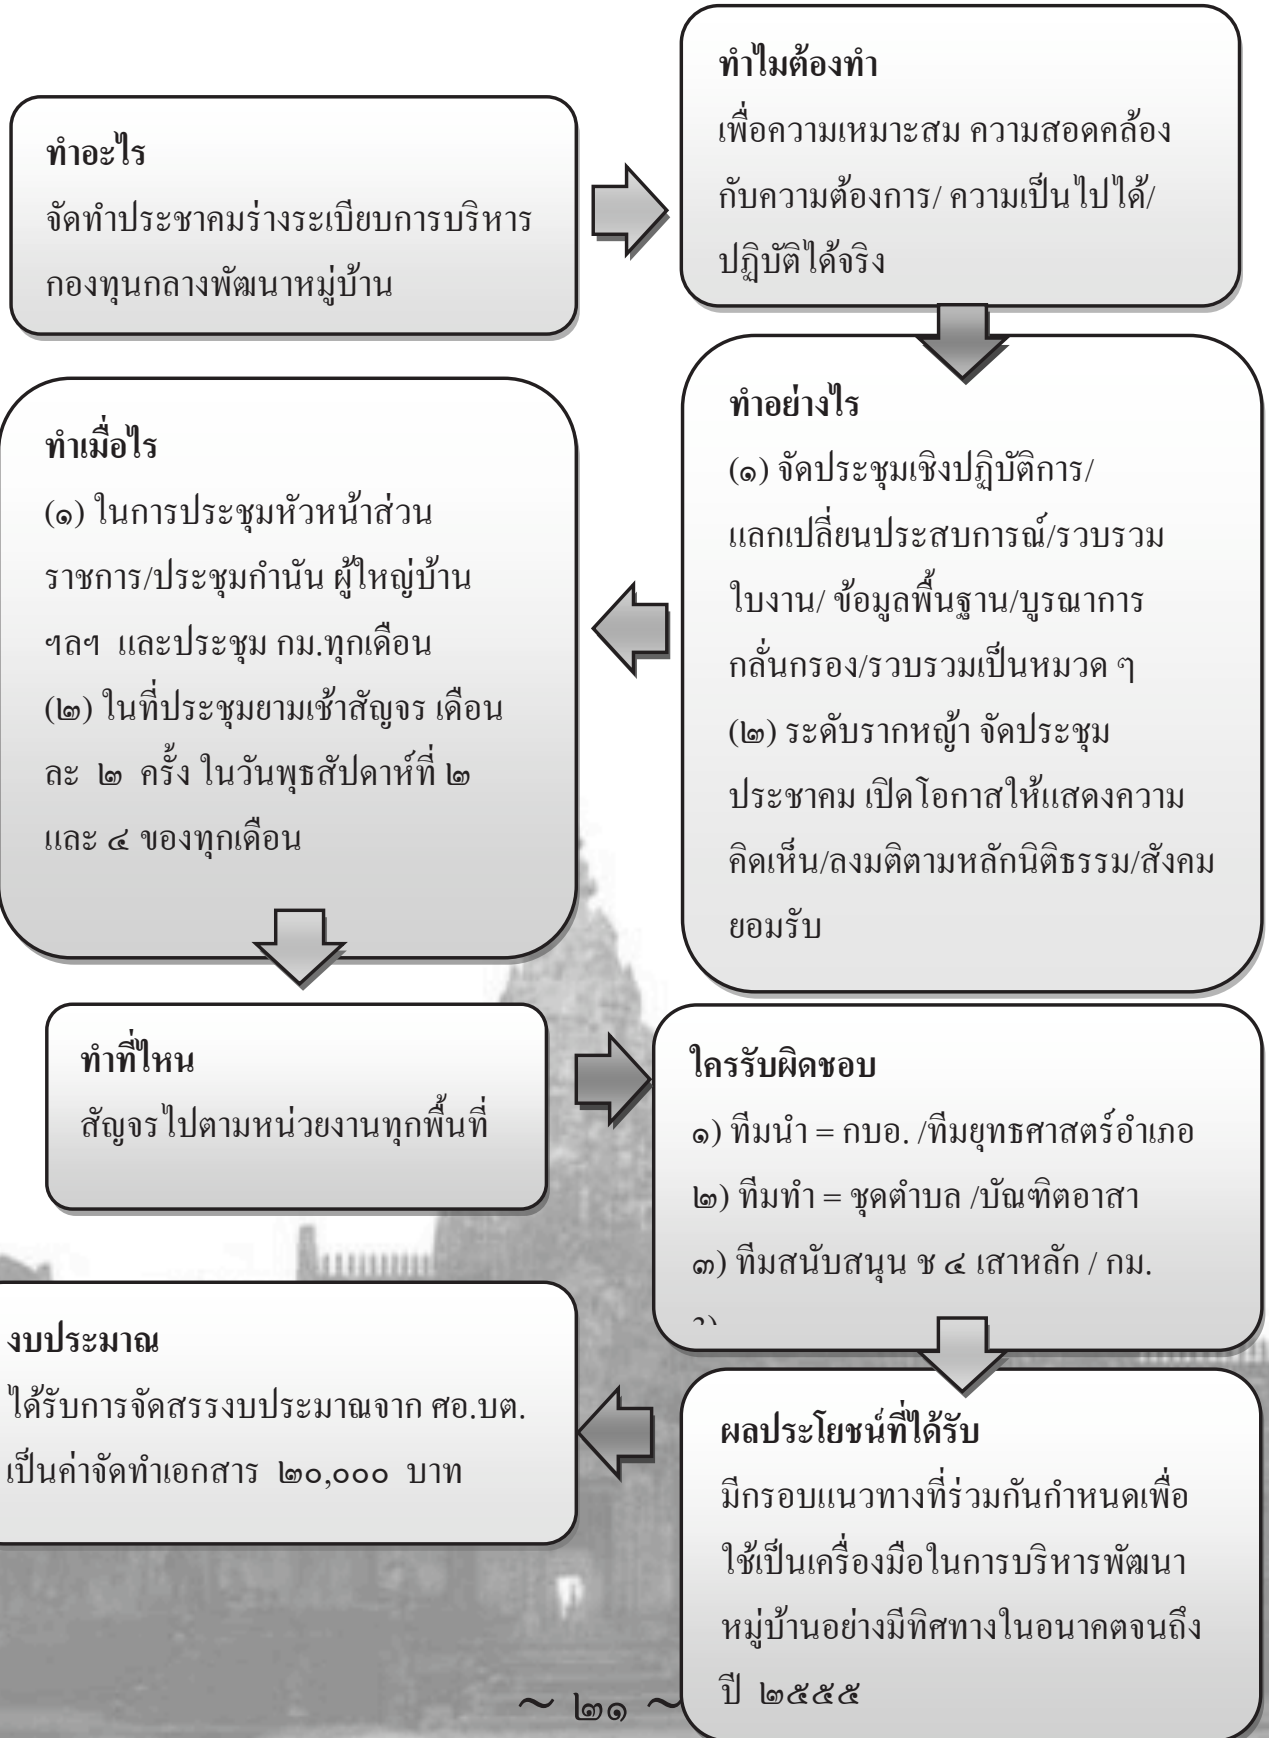 ทำอะไร
จัดทำประชาคมร่างระเบียบการบริหาร
กองทุนกลางพัฒนาหมู่บ้าน
ทำไมต้องทำ
เพื่อความเหมาะสม ความสอดคล้อง
กับความต้องการ/ ความเป็นไปได้/
ปฏิบัติได้จริง
ทำอย่างไร
(๑) จัดประชุมเชิงปฏิบัติการ/
แลกเปลี่ยนประสบการณ์/รวบรวม
ใบงาน/ ข้อมูลพื้นฐาน/บูรณาการ
กลั่นกรอง/รวบรวมเป็นหมวด ๆ
(๒) ระดับรากหญ้า จัดประชุม
ประชาคม เปิดโอกาสให้แสดงความ
คิดเห็น/ลงมติตามหลักนิติธรรม/สังคม
ยอมรับ
ทำเมื่อไร
(๑) ในการประชุมหัวหน้าส่วน
ราชการ/ประชุมกำนัน ผู้ใหญ่บ้าน
ฯลฯ และประชุม กม.ทุกเดือน
(๒) ในที่ประชุมยามเช้าสัญจร เดือน
ละ ๒ ครั้ง ในวันพุธสัปดาห์ที่ ๒
และ ๔ ของทุกเดือน
ทำที่ไหน
สัญจรไปตามหน่วยงานทุกพื้นที่
ใครรับผิดชอบ
๑) ทีมนำ = กบอ. /ทีมยุทธศาสตร์อำเภอ
๒) ทีมทำ = ชุดตำบล /บัณฑิตอาสา
๓) ทีมสนับสนุน ช ๔ เสาหลัก / กม.
ผลประโยชน์ที่ได้รับ
มีกรอบแนวทางที่ร่วมกันกำหนดเพื่อ
ใช้เป็นเครื่องมือในการบริหารพัฒนา
หมู่บ้านอย่างมีทิศทางในอนาคตจนถึง
ปี ๒๕๕๕
งบประมาณ
ได้รับการจัดสรรงบประมาณจาก ศอ.บต.
เป็นค่าจัดทำเอกสาร ๒๐,๐๐๐ บาท
~ ๒๑ ~